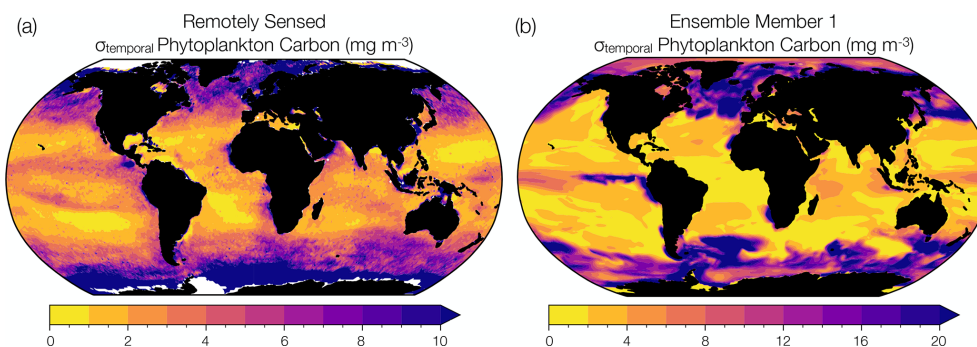 (a)
Remotely Sensed
σtemporal Phytoplankton Carbon (mg m⁻³)
(b)
Ensemble Member 1
σtemporal Phytoplankton Carbon (mg m⁻³)
0 2 4 6 8 10
0 4 8 12 16 20